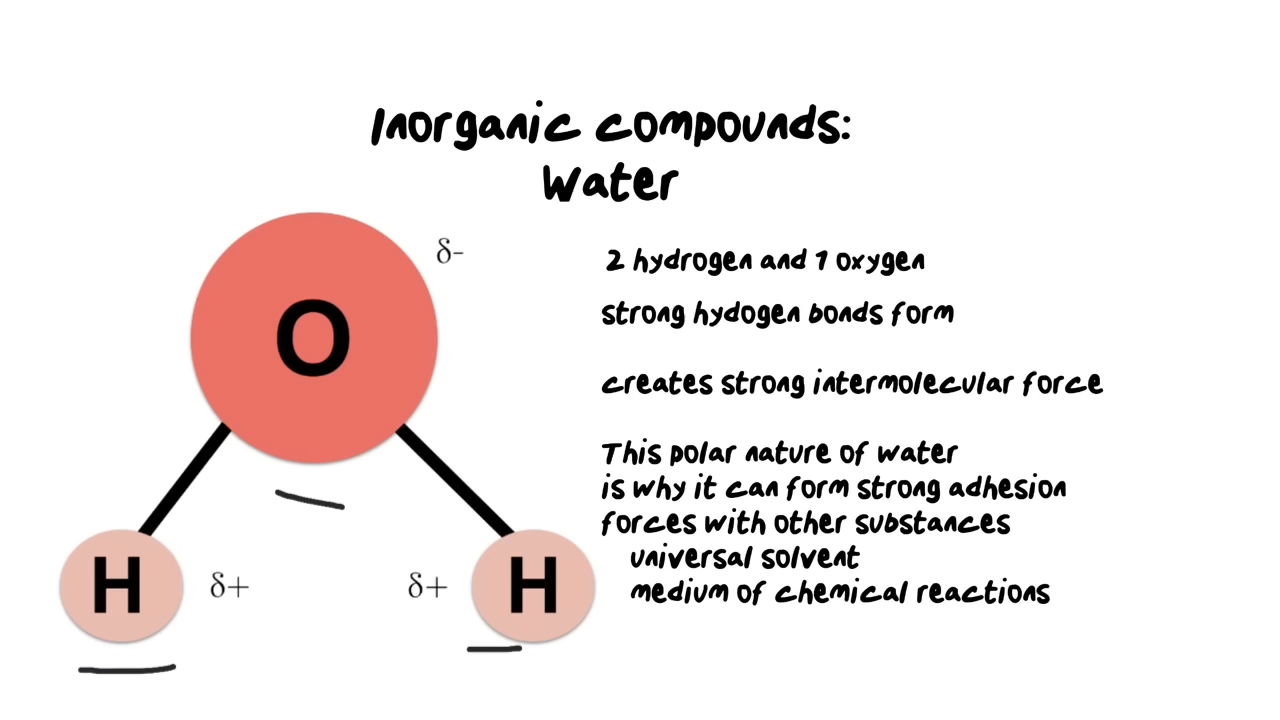 Inorganic compounds:
Water
δ-
O
H
δ+
δ+
H
2 hydrogen and 1 oxygen
strong hydogen bonds form
creates strong intermolecular force
This polar nature of water
is why it can form strong adhesion
forces with other substances
universal solvent
medium of chemical reactions